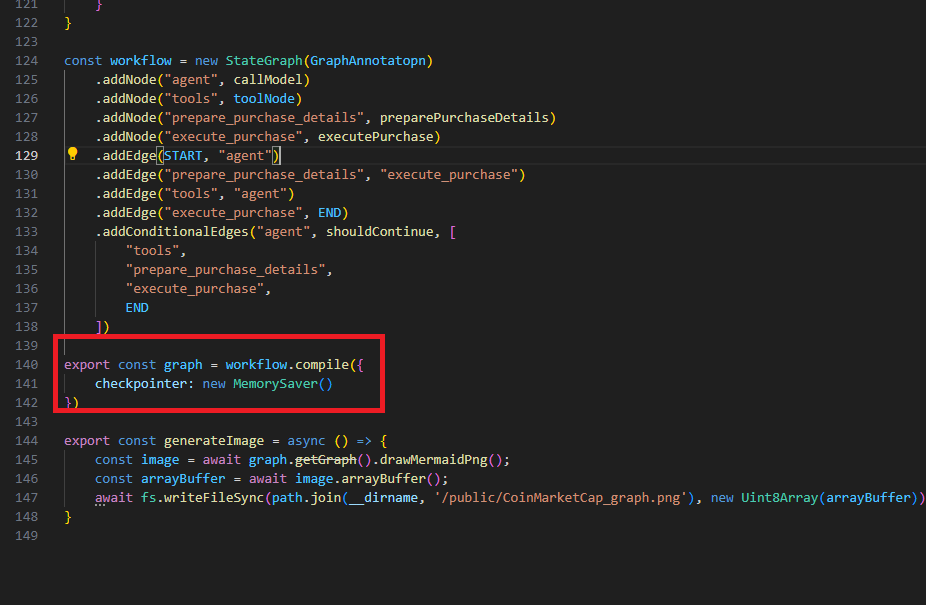 121 }
122 }
123
124 const workflow = new StateGraph(GraphAnnotatopn)
125 .addNode("agent", callModel)
126 .addNode("tools", toolNode)
127 .addNode("prepare_purchase_details", preparePurchaseDetails)
128 .addNode("execute_purchase", executePurchase)
129 .addEdge(START, "agent")
130 .addEdge("prepare_purchase_details", "execute_purchase")
131 .addEdge("tools", "agent")
132 .addEdge("execute_purchase", END)
133 .addConditionalEdges("agent", shouldContinue, [
134 "tools",
135 "prepare_purchase_details",
136 "execute_purchase",
137 END
138 ])
139
140 export const graph = workflow.compile({
141 checkpointer: new MemorySaver()
142 })
143
144 export const generateImage = async () => {
145 const image = await graph.getGraph().drawMermaidPng();
146 const arrayBuffer = await image.arrayBuffer();
147 await fs.writeFileSync(path.join(__dirname, '/public/CoinMarketCap_graph.png'), new Uint8Array(arrayBuffer))
148 }
149